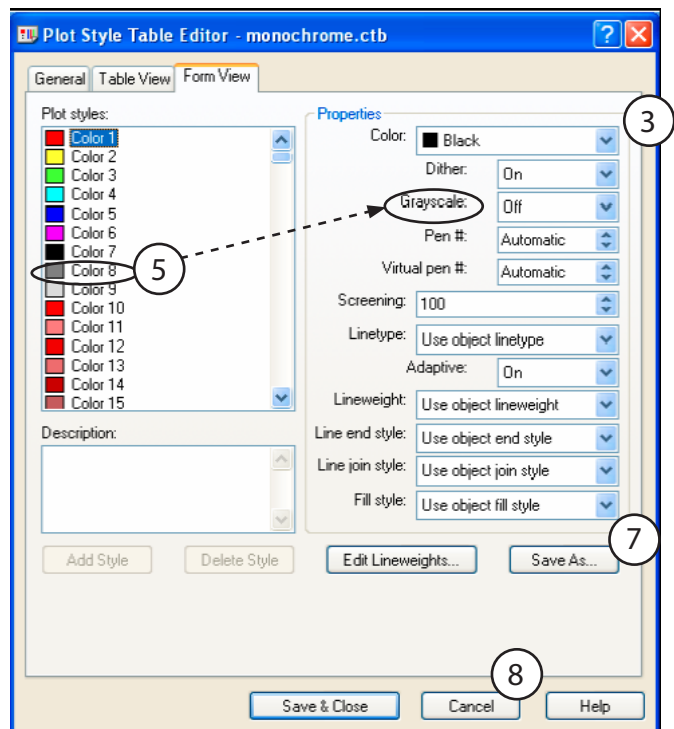 Plot Style Table Editor - monochrome.ctb
General Table View Form View
Plot styles:
Color 1
Color 2
Color 3
Color 4
Color 5
Color 6
Color 7
Color 8
Color 9
Color 10
Color 11
Color 12
Color 13
Color 14
Color 15
5
Description:
Add Style Delete Style
Properties
3
Color: Black
Dither: On
Grayscale: Off
Pen #: Automatic
Virtual pen #: Automatic
Screening: 100
Linetype: Use object linetype
Adaptive: On
Lineweight: Use object lineweight
Line end style: Use object end style
Line join style: Use object join style
Fill style: Use object fill style
7
Edit Lineweights... Save As...
8
Save & Close Cancel Help